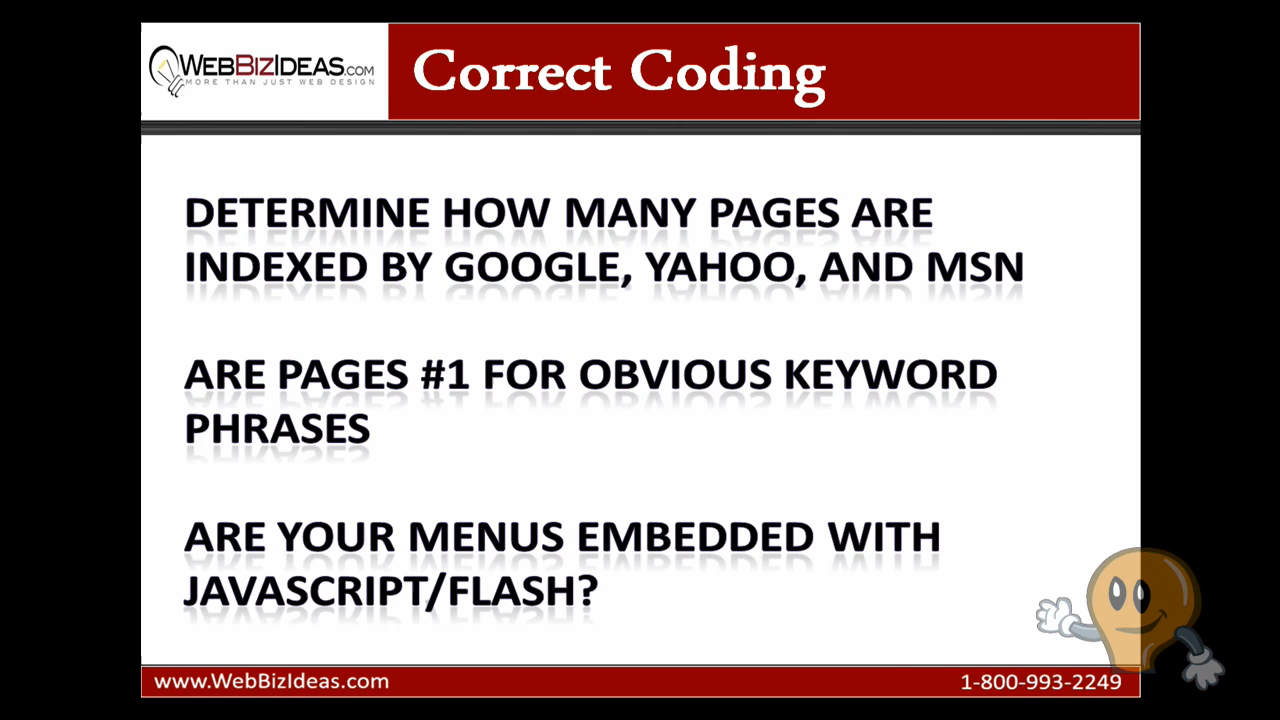 WEBBIZIDEAS.COM
MORE THAN JUST WEB DESIGN
Correct Coding
DETERMINE HOW MANY PAGES ARE
INDEXED BY GOOGLE, YAHOO, AND MSN
ARE PAGES #1 FOR OBVIOUS KEYWORD
PHRASES
ARE YOUR MENUS EMBEDDED WITH
JAVASCRIPT/FLASH?
www.WebBizIdeas.com
1-800-993-2249